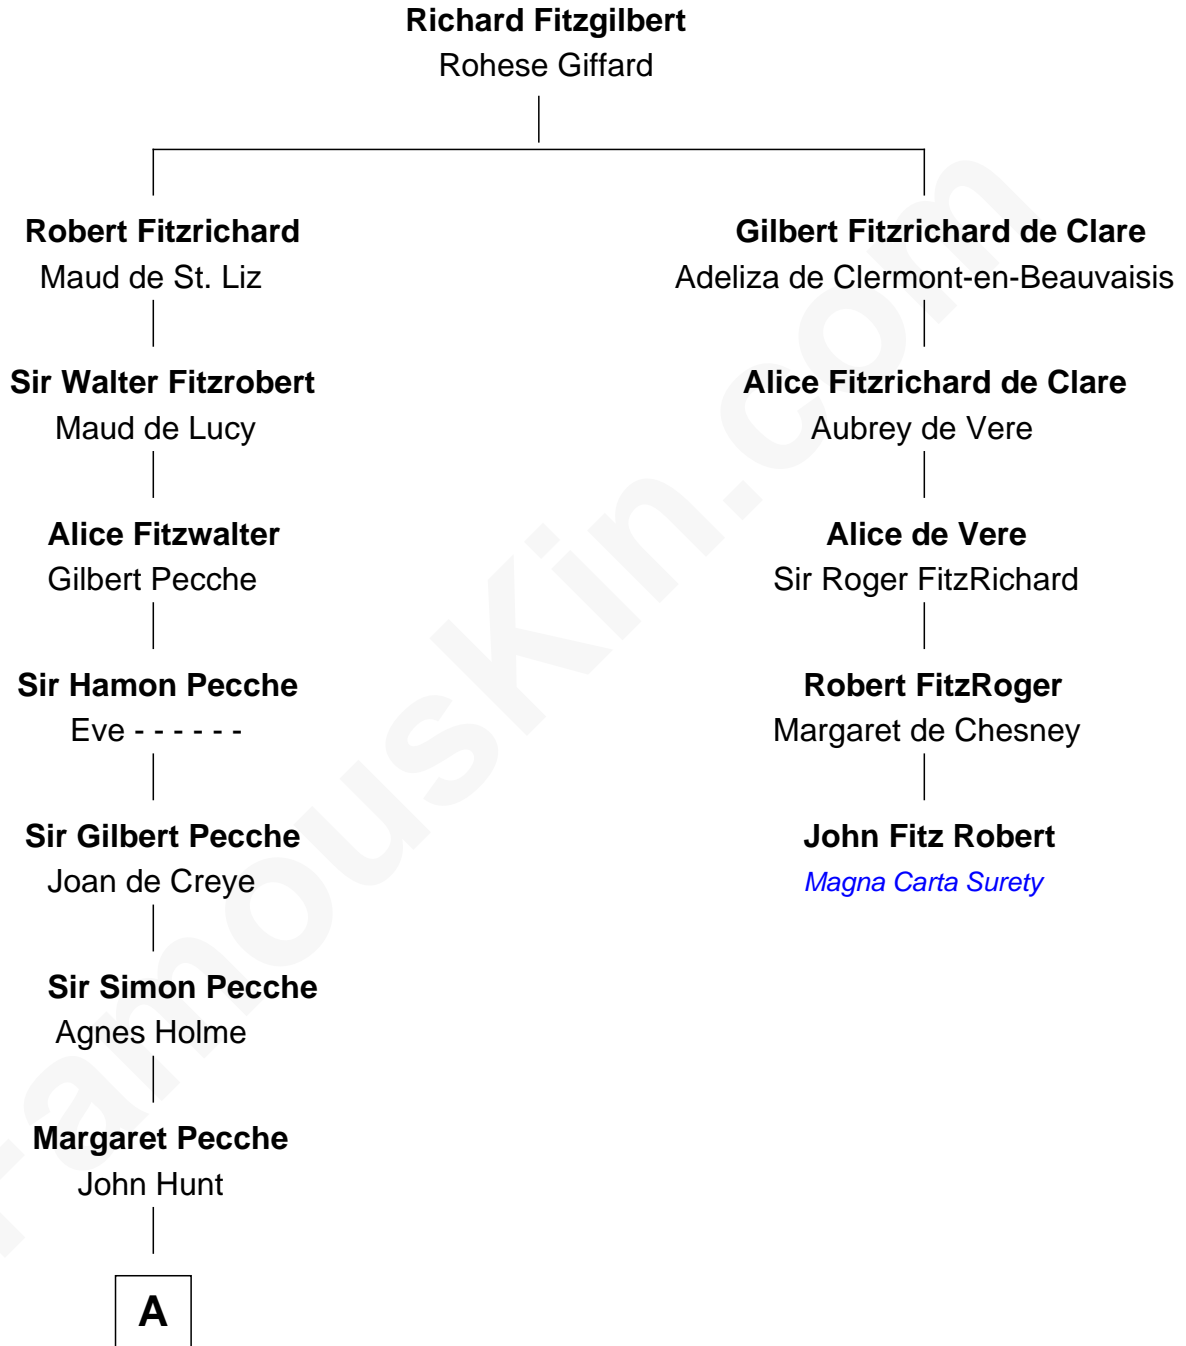 Richard Fitzgilbert
Rohese Giffard
Robert Fitzrichard
Maud de St. Liz
Gilbert Fitzrichard de Clare
Adeliza de Clermont-en-Beauvaisis
Sir Walter Fitzrobert
Maud de Lucy
Alice Fitzrichard de Clare
Aubrey de Vere
Alice Fitzwalter
Gilbert Pecche
Alice de Vere
Sir Roger FitzRichard
Sir Hamon Pecche
Eve - - - - - -
Robert FitzRoger
Margaret de Chesney
Sir Gilbert Pecche
Joan de Creye
John Fitz Robert
Magna Carta Surety
Sir Simon Pecche
Agnes Holme
Margaret Pecche
John Hunt
A
FamousKin.com